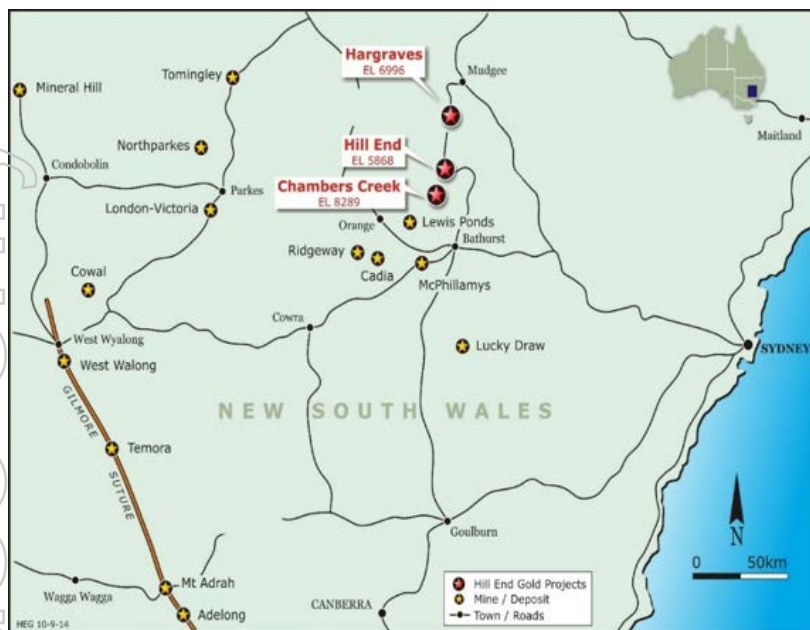 Hargraves
EL 6996
Mudgee
Tomingley
Mineral Hill
Maitland
Northparkes
Hill End
EL 5868
Condobolin
Chambers Creek
EL 8289
Parkes
London-Victoria
Orange
Lewis Ponds
Bathurst
Ridgeway
Cadia
McPhillamys
Cowal
Cowra
West Wyalong
Lucky Draw
SYDNEY
West Walong
NEW SOUTH WALES
GILMORE
SUTURE
Temora
N
Goulburn
0 50km
Mt Adrah
Wagga Wagga
Adelong
CANBERRA
Hill End Gold Projects
Mine / Deposit
Town / Roads
HEG 10-9-14